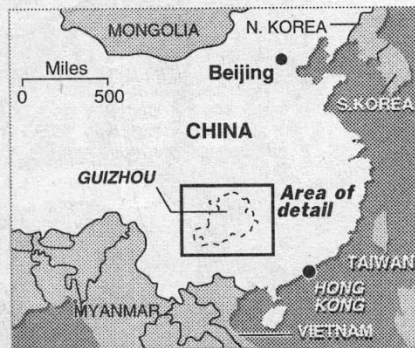 MONGOLIA
N. KOREA
Beijing
Miles
0 500
S.KOREA
CHINA
GUIZHOU
Area of
detail
TAIWAN
HONG
KONG
MYANMAR
VIETNAM